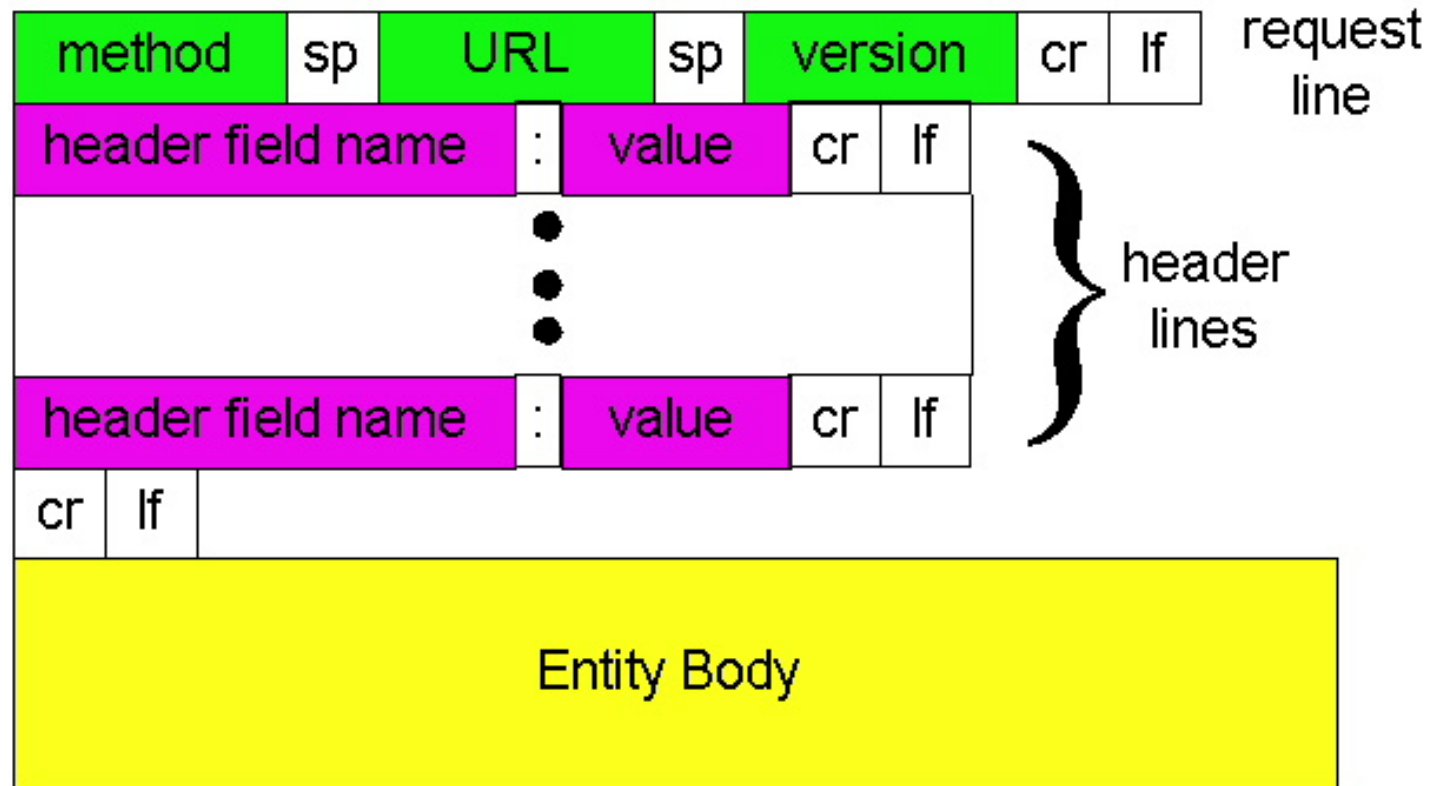 method sp URL sp version cr lf
request
line
header field name : value cr lf
header
lines
header field name : value cr lf
cr lf
Entity Body